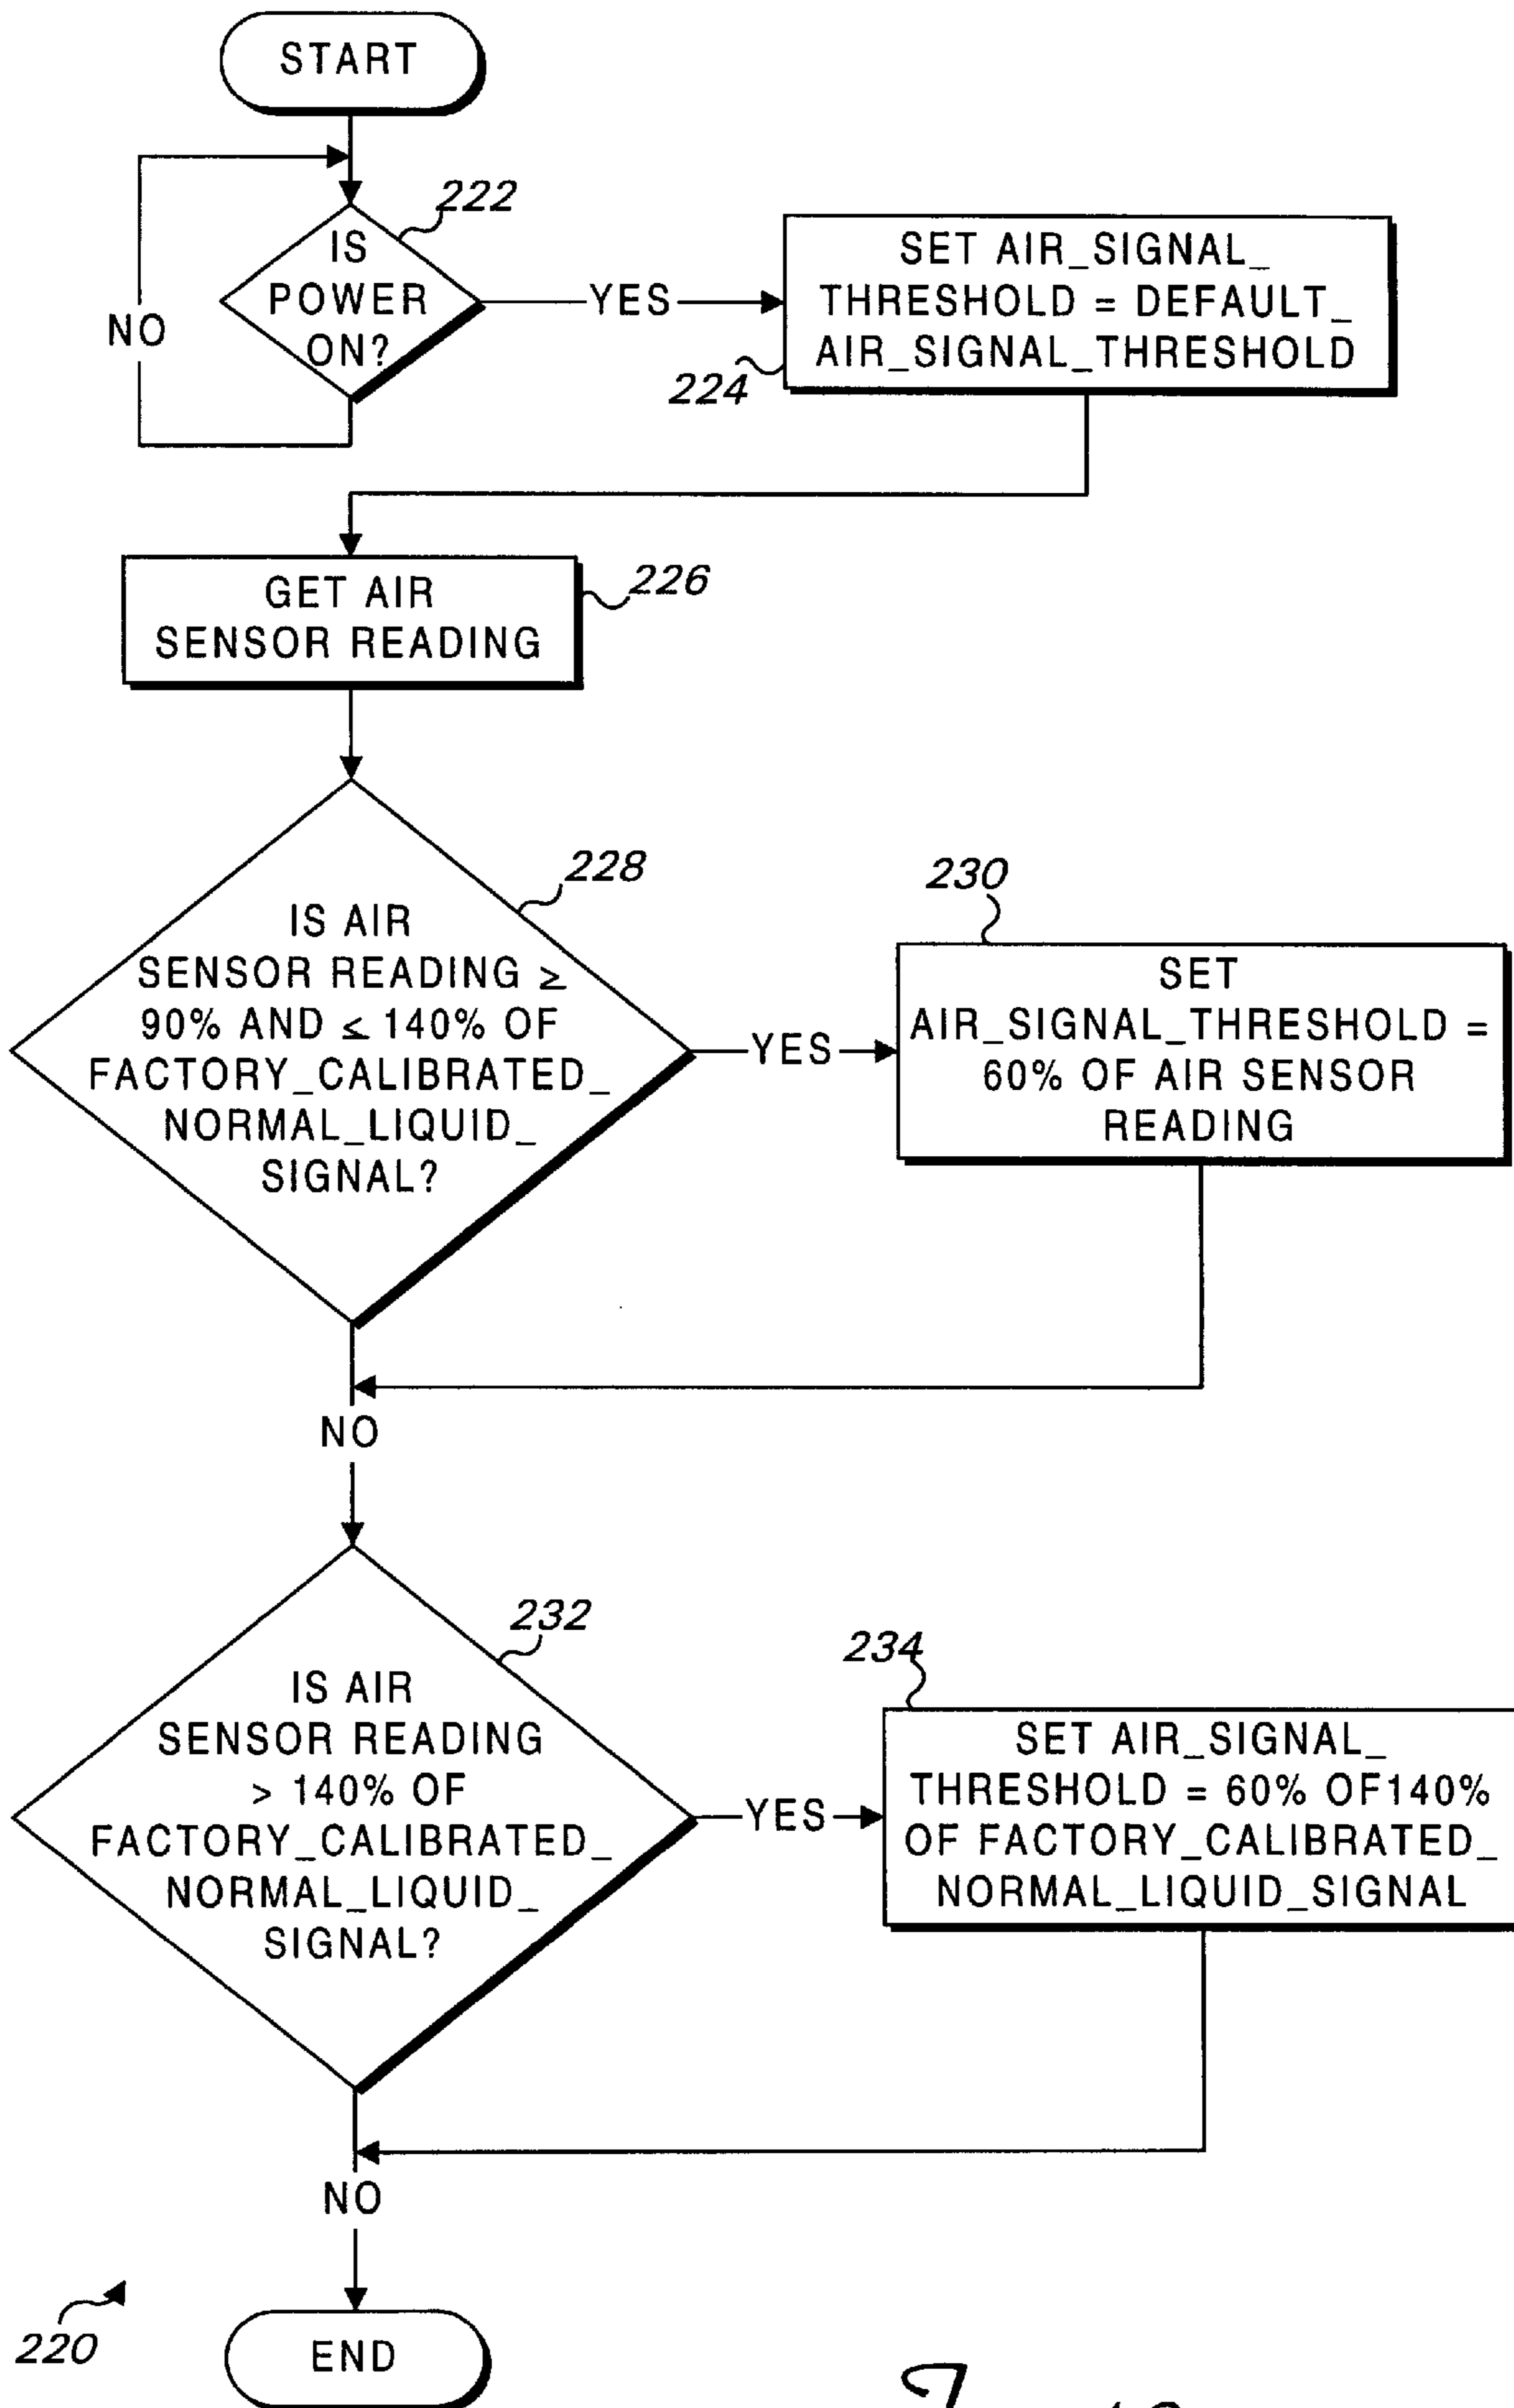 START
222
IS
POWER
ON?
YES
NO
SET AIR_SIGNAL_
THRESHOLD = DEFAULT_
AIR_SIGNAL_THRESHOLD
224
GET AIR
SENSOR READING
226
228
IS AIR
SENSOR READING ≥
90% AND ≤ 140% OF
FACTORY_CALIBRATED_
NORMAL_LIQUID_
SIGNAL?
YES
230
SET
AIR_SIGNAL_THRESHOLD =
60% OF AIR SENSOR
READING
NO
232
IS AIR
SENSOR READING
> 140% OF
FACTORY_CALIBRATED_
NORMAL_LIQUID_
SIGNAL?
YES
234
SET AIR_SIGNAL_
THRESHOLD = 60% OF140%
OF FACTORY_CALIBRATED_
NORMAL_LIQUID_SIGNAL
NO
220
END